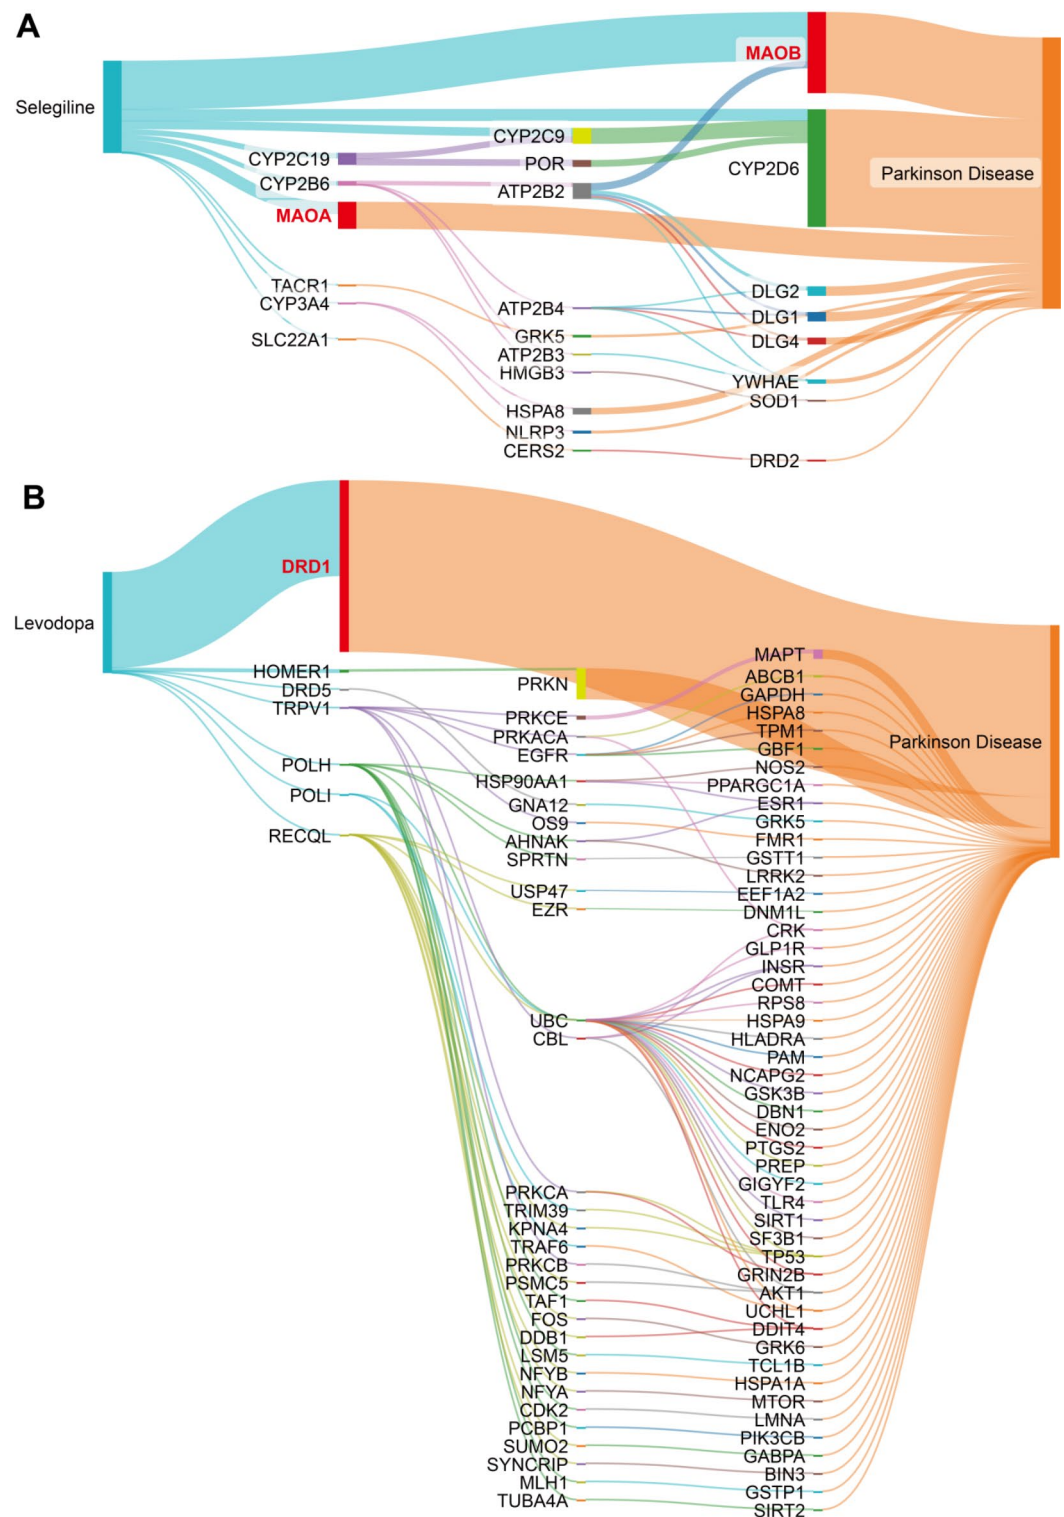 A
MAOB
Selegiline
CYP2C9
CYP2C19
POR
CYP2D6
Parkinson Disease
CYP2B6
ATP2B2
MAOA
TACR1
DLG2
CYP3A4
ATP2B4
DLG1
SLC22A1
GRK5
DLG4
ATP2B3
HMGB3
YWHAE
SOD1
HSPA8
NLRP3
CERS2
DRD2
B
DRD1
Levodopa
MAPT
HOMER1
ABCB1
PRKN
DRD5
GAPDH
TRPV1
HSPA8
PRKCE
TPM1
PRKACA
Parkinson Disease
GBF1
EGFR
POLH
NOS2
HSP90AA1
PPARGC1A
POLI
ESR1
GNA12
GRK5
OS9
RECQL
FMR1
AHNAK
GSTT1
SPRTN
LRRK2
USP47
EEF1A2
EZR
DNM1L
CRK
GLP1R
INSR
COMT
RPS8
UBC
HSPA9
CBL
HLADRA
PAM
NCAPG2
GSK3B
DBN1
ENO2
PTGS2
PREP
GIGYF2
PRKCA
TLR4
TRIM39
SIRT1
KPNA4
SF3B1
TRAF6
TP53
PRKCB
GRIN2B
PSMC5
AKT1
TAF1
UCHL1
FOS
DDIT4
DDB1
GRK6
LSM5
TCL1B
NFYB
HSPA1A
NFYA
MTOR
CDK2
LMNA
PCBP1
PIK3CB
SUMO2
GABPA
SYNCRIP
BIN3
MLH1
GSTP1
TUBA4A
SIRT2